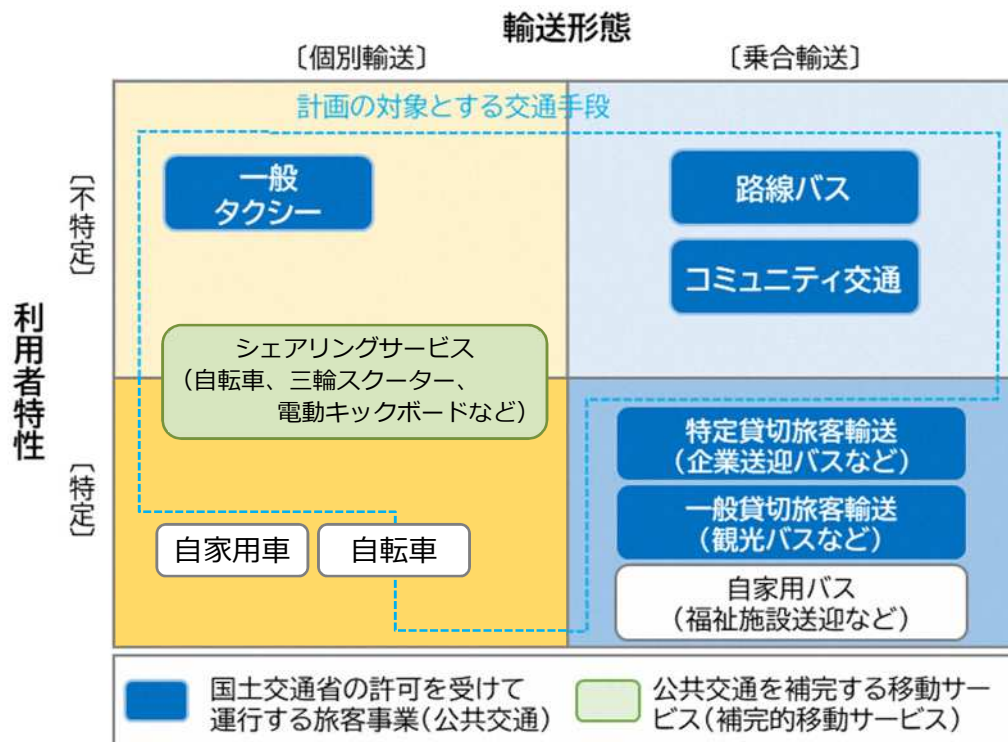 輸送形態
〔個別輸送〕
〔乗合輸送〕
計画の対象とする交通手段
利用者特性
〔不特定〕
一般
タクシー
路線バス
コミュニティ交通
シェアリングサービス
（自転車、三輪スクーター、
電動キックボードなど）
〔特定〕
特定貸切旅客輸送
（企業送迎バスなど）
一般貸切旅客輸送
（観光バスなど）
自家用車
自転車
自家用バス
（福祉施設送迎など）
国土交通省の許可を受けて
運行する旅客事業（公共交通）
公共交通を補完する移動サー
ビス（補完的移動サービス）